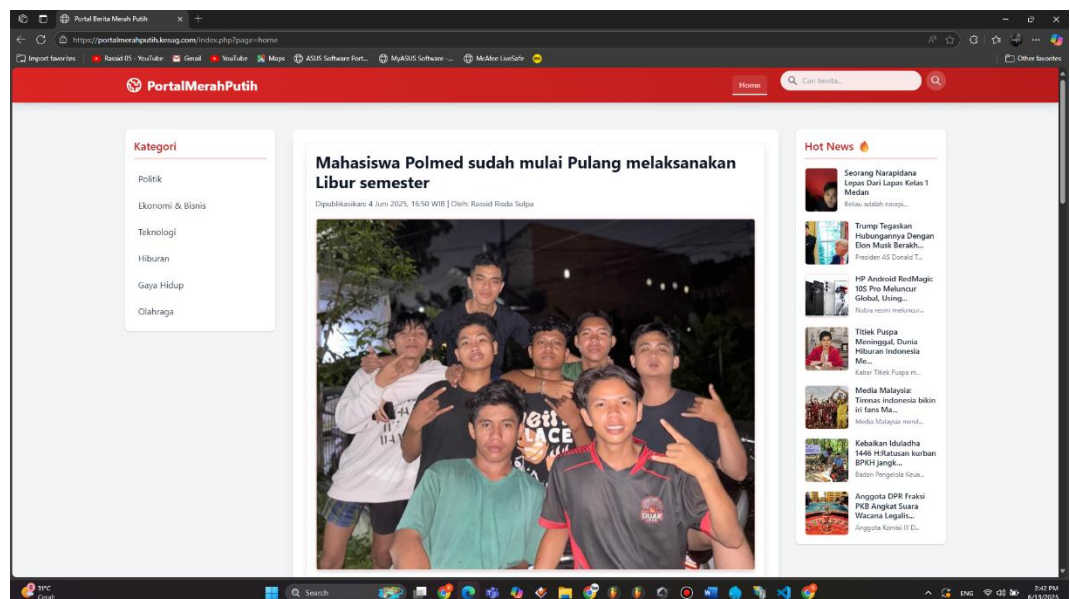 Portal Berita Merah Putih
https://portalmerahputih.kesug.com/index.php?page=home
Import favorites
Rassid 05 - YouTube
Gmail
YouTube
Maps
ASUS Software Port...
MyASUS Software -...
McAfee LiveSafe
Other favorites
PortalMerahPutih
Home
Cari berita...
Kategori
Politik
Ekonomi & Bisnis
Teknologi
Hiburan
Gaya Hidup
Olahraga
Mahasiswa Polmed sudah mulai Pulang melaksanakan
Libur semester
Dipublikasikan: 4 Juni 2025, 16:50 WIB | Oleh: Rassid Risda Sulpa
DUAR
Hot News 🔥
Seorang Narapidana
Lepas Dari Lapas Kelas 1
Medan
Beliau adalah narapi...
Trump Tegaskan
Hubungannya Dengan
Elon Musk Berakh...
Presiden AS Donald T...
HP Android RedMagic
10S Pro Meluncur
Global, Using...
Nubia resmi meluncur...
Titiek Puspa
Meninggal, Dunia
Hiburan Indonesia
Me...
Kabar Titiek Puspa m...
Media Malaysia:
Timnas indonesia bikin
iri fans Ma...
Media Malaysia menil...
Kebaikan Iduladha
1446 H:Ratusan kurban
BPKH jangk...
Badan Pengelola Keua...
Anggota DPR Fraksi
PKB Angkat Suara
Wacana Legalis...
Anggota Komisi III D...
31°C
Cerah
Search
ENG
2:42 PM
6/13/2025